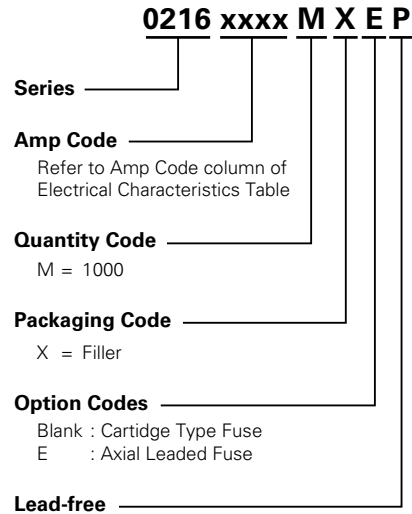 0216 xxxx M X E P
Series
Amp Code
Refer to Amp Code column of
Electrical Characteristics Table
Quantity Code
M = 1000
Packaging Code
X = Filler
Option Codes
Blank : Cartidge Type Fuse
E : Axial Leaded Fuse
Lead-free